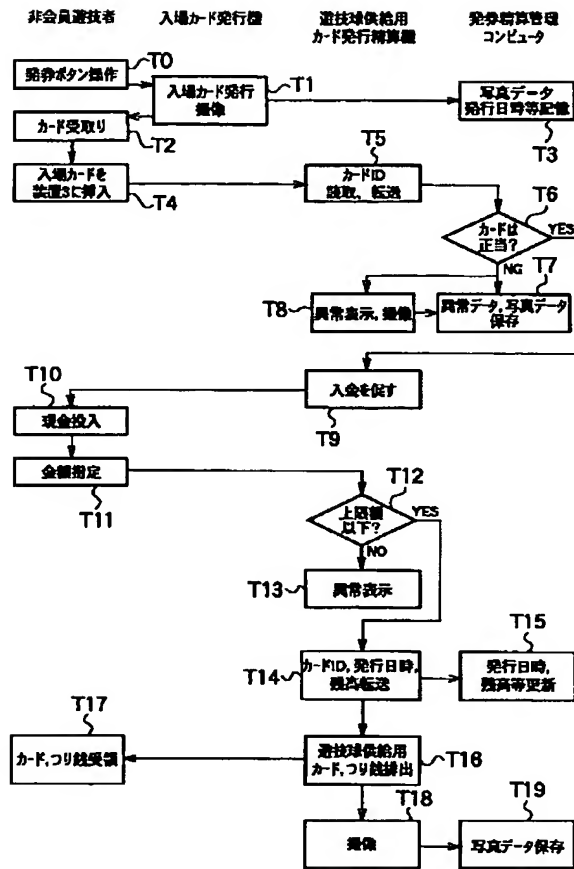 非会員遊技者
入場カード発行機
遊技球供給用
カード発行精算機
発券精算管理
コンピュータ
T0
発券ボタン操作
T1
入場カード発行
撮像
写真データ
発行日時等記憶
T3
カード受取り
T2
入場カードを
装置3に挿入
T4
T5
カードID
読取、転送
T6
カードは
正当?
YES
NG
T7
T8
異常表示、撮像
異常データ,写真データ
保存
T10
入金を促す
T9
現金投入
金額指定
T11
T12
上限額
以下?
YES
NO
T13
異常表示
T14
カードID,発行日時,
残高転送
T15
発行日時,
残高等更新
T17
カード,つり銭受領
遊技球供給用
カード,つり銭排出
T16
T18
撮像
T19
写真データ保存